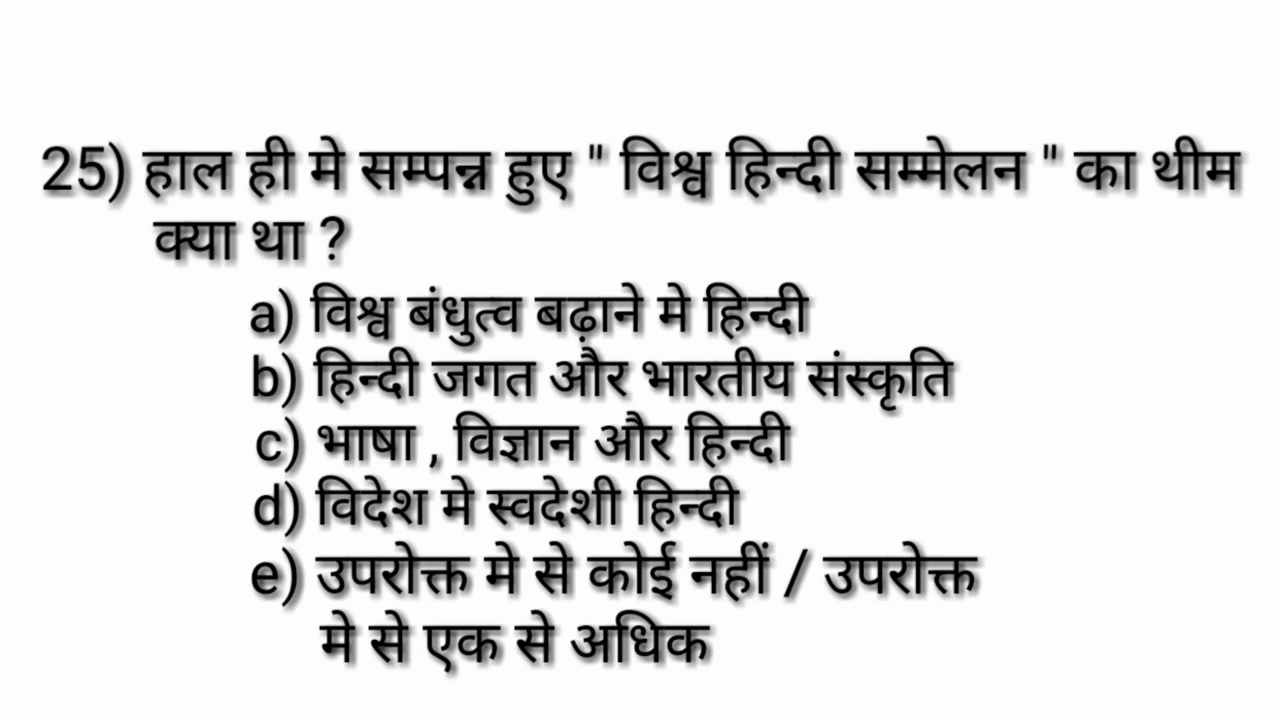 25) हाल ही मे सम्पन्न हुए " विश्व हिन्दी सम्मेलन " का थीम
क्या था ?
a) विश्व बंधुत्व बढ़ाने मे हिन्दी
b) हिन्दी जगत और भारतीय संस्कृति
c) भाषा , विज्ञान और हिन्दी
d) विदेश मे स्वदेशी हिन्दी
e) उपरोक्त मे से कोई नहीं / उपरोक्त
मे से एक से अधिक